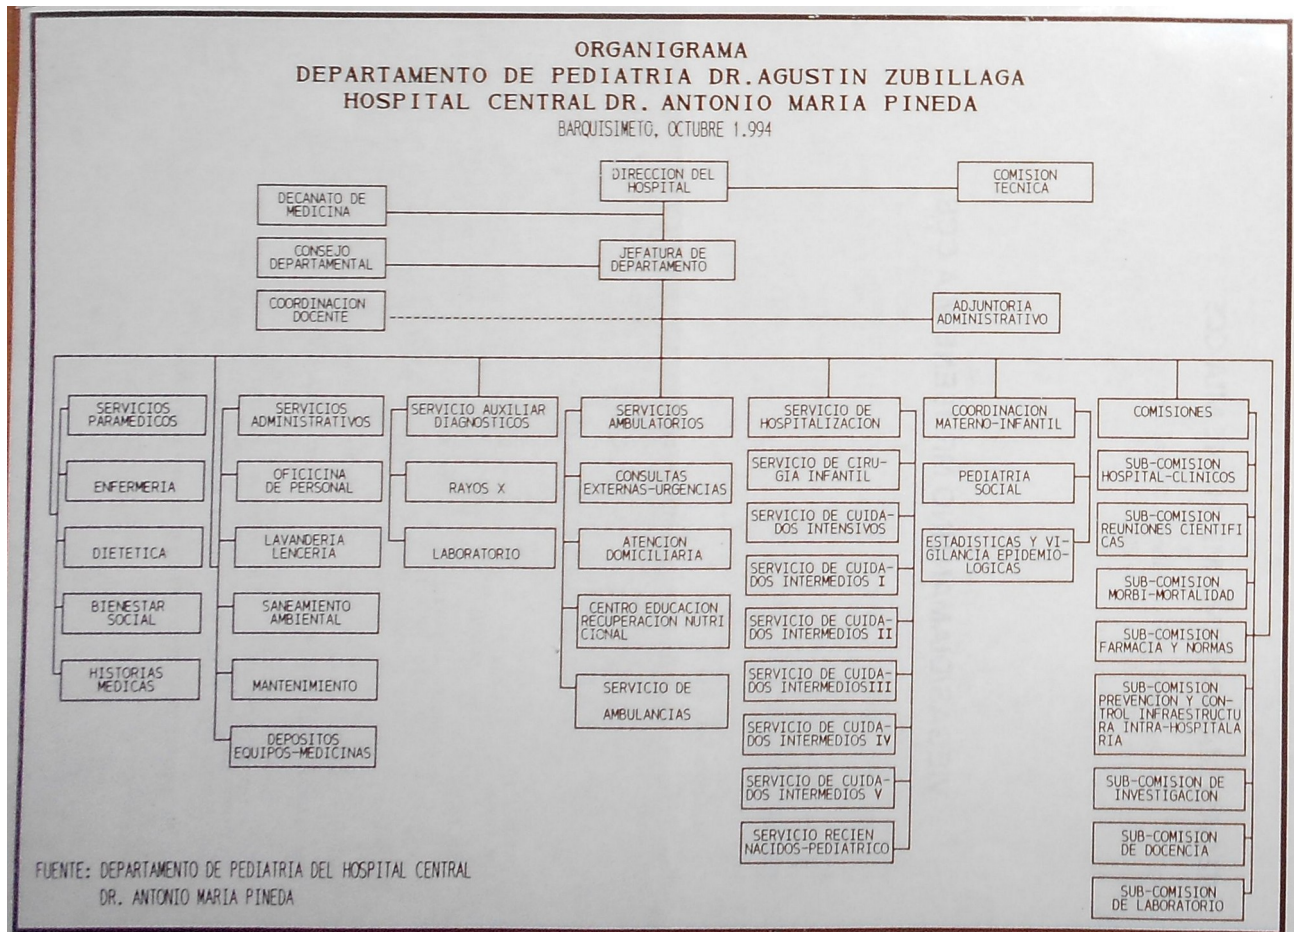 ORGANIGRAMA
DEPARTAMENTO DE PEDIATRIA DR. AGUSTIN ZUBILLAGA
HOSPITAL CENTRAL DR. ANTONIO MARIA PINEDA
BARQUISIMETO, OCTUBRE 1.994
DIRECCION DEL
HOSPITAL
COMISION
TECNICA
DECANATO DE
MEDICINA
CONSEJO
DEPARTAMENTAL
JEFATURA DE
DEPARTAMENTO
COORDINACION
DOCENTE
ADJUNTORIA
ADMINISTRATIVO
SERVICIOS
PARAMEDICOS
ENFERMERIA
DIETETICA
BIENESTAR
SOCIAL
HISTORIAS
MEDICAS
SERVICIOS
ADMINISTRATIVOS
OFICICINA
DE PERSONAL
LAVANDERIA
LENCERIA
SANEAMIENTO
AMBIENTAL
MANTENIMIENTO
DEPOSITOS
EQUIPOS-MEDICINAS
SERVICIO AUXILIAR
DIAGNOSTICOS
RAYOS X
LABORATORIO
SERVICIOS
AMBULATORIOS
CONSULTAS
EXTERNAS-URGENCIAS
ATENCION
DOMICILIARIA
CENTRO EDUCACION
RECUPERACION NUTRI
CIONAL
SERVICIO DE
AMBULANCIAS
SERVICIO DE
HOSPITALIZACION
SERVICIO DE CIRU-
GIA INFANTIL
SERVICIO DE CUIDA-
DOS INTENSIVOS
SERVICIO DE CUIDA-
DOS INTERMEDIOS I
SERVICIO DE CUIDA-
DOS INTERMEDIOS II
SERVICIO DE CUIDA-
DOS INTERMEDIOSIII
SERVICIO DE CUIDA-
DOS INTERMEDIOS IV
SERVICIO DE CUIDA-
DOS INTERMEDIOS V
SERVICIO RECIEN
NACIDOS-PEDIATRICO
COORDINACION
MATERNO-INFANTIL
PEDIATRIA
SOCIAL
ESTADISTICAS Y VI-
GILANCIA EPIDEMIO-
LOGICAS
COMISIONES
SUB-COMISION
HOSPITAL-CLINICOS
SUB-COMISION
REUNIONES CIENTIFI
CAS
SUB-COMISION
MORBI-MORTALIDAD
SUB-COMISION
FARMACIA Y NORMAS
SUB-COMISION
PREVENCION Y CON-
TROL INFRAESTRUCTU
RA INTRA-HOSPITALA
RIA
SUB-COMISION DE
INVESTIGACION
SUB-COMISION
DE DOCENCIA
SUB-COMISION
DE LABORATORIO
FUENTE: DEPARTAMENTO DE PEDIATRIA DEL HOSPITAL CENTRAL
DR. ANTONIO MARIA PINEDA